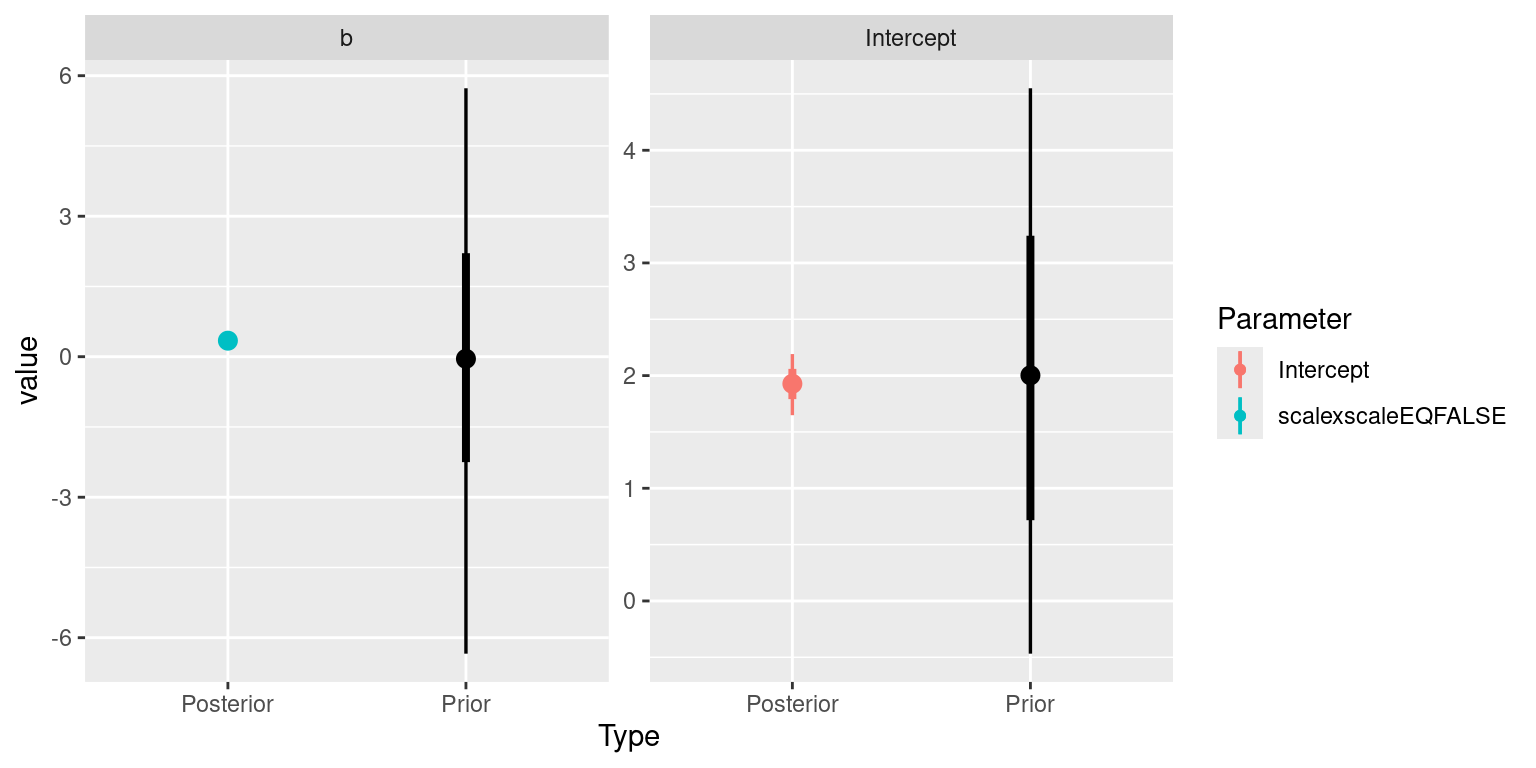 b
Intercept
6
3
0
-3
-6
4
3
2
1
0
value
Posterior
Prior
Posterior
Prior
Type
Parameter
Intercept
scalexscaleEQFALSE